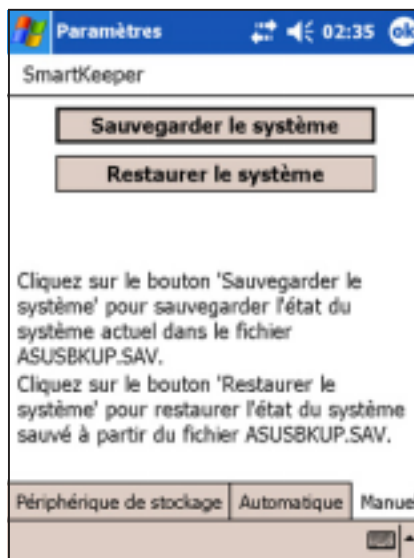 Paramètres 02:35 ok
SmartKeeper
Sauvegarder le système
Restaurer le système
Cliquez sur le bouton 'Sauvegarder le
système' pour sauvegarder l'état du
système actuel dans le fichier
ASUSBKUP.SAV.
Cliquez sur le bouton 'Restaurer le
système' pour restaurer l'état du système
sauvé à partir du fichier ASUSBKUP.SAV.
Périphérique de stockage Automatique Manue